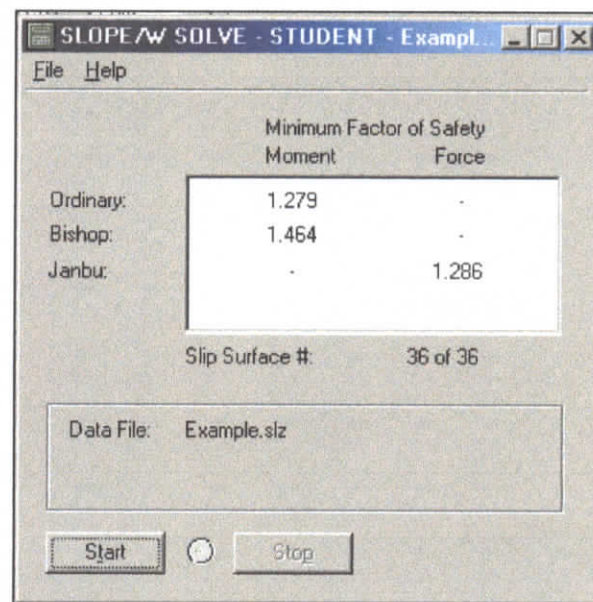 SLOPE/W SOLVE - STUDENT - Exampl...
File Help
Minimum Factor of Safety
Moment Force
Ordinary: 1.279 -
Bishop: 1.464 -
Janbu: - 1.286
Slip Surface #: 36 of 36
Data File: Example.slz
Start Stop